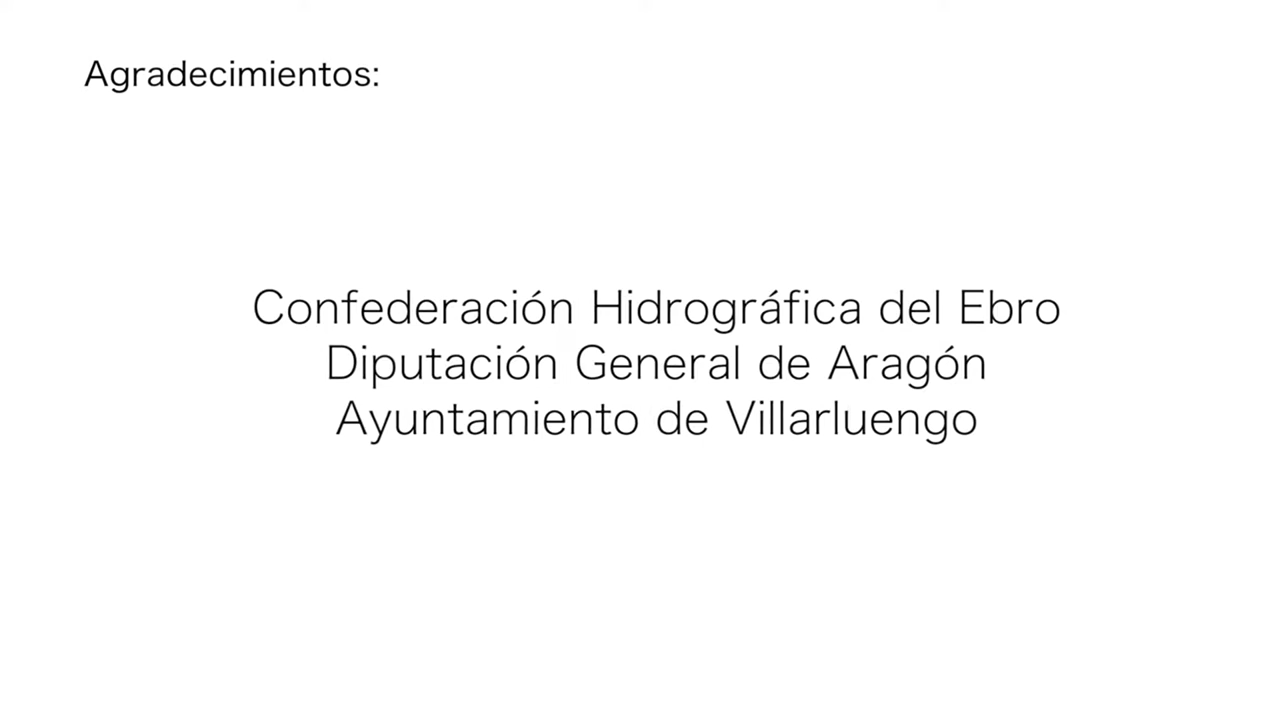 Agradecimientos:
Confederación Hidrográfica del Ebro
Diputación General de Aragón
Ayuntamiento de Villarluengo